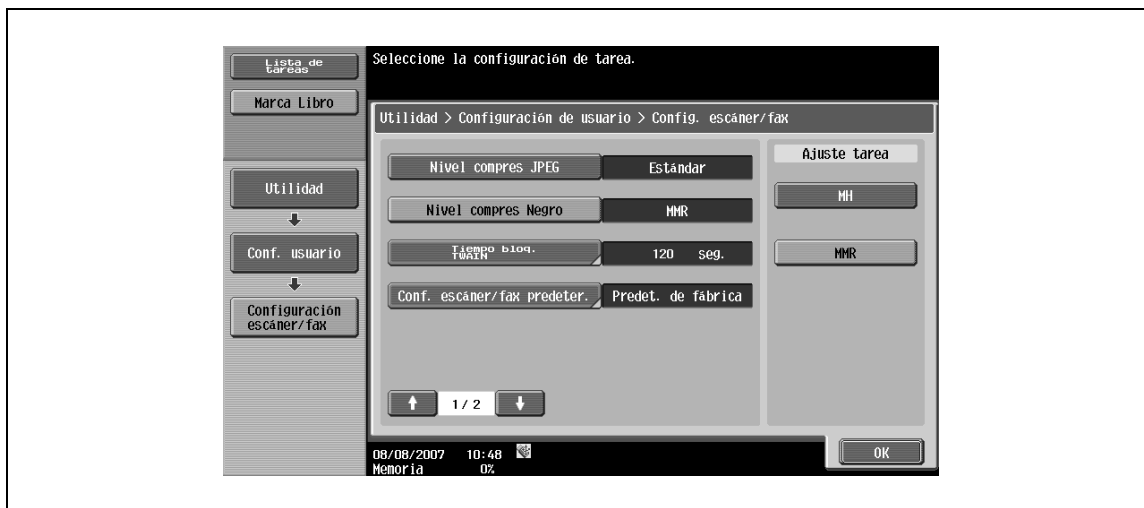 Lista de
tareas
Marca Libro
Utilidad
Conf. usuario
Configuración
escáner/fax
Seleccione la configuración de tarea.
Utilidad > Configuración de usuario > Config. escáner/fax
Nivel compres JPEG Estándar
Nivel compres Negro MMR
Tiempo bloq.
TWAIN
120 seg.
Conf. escáner/fax predeter. Predet. de fábrica
1/ 2
Ajuste tarea
MH
MMR
08/08/2007 10:48
Memoria 0%
OK